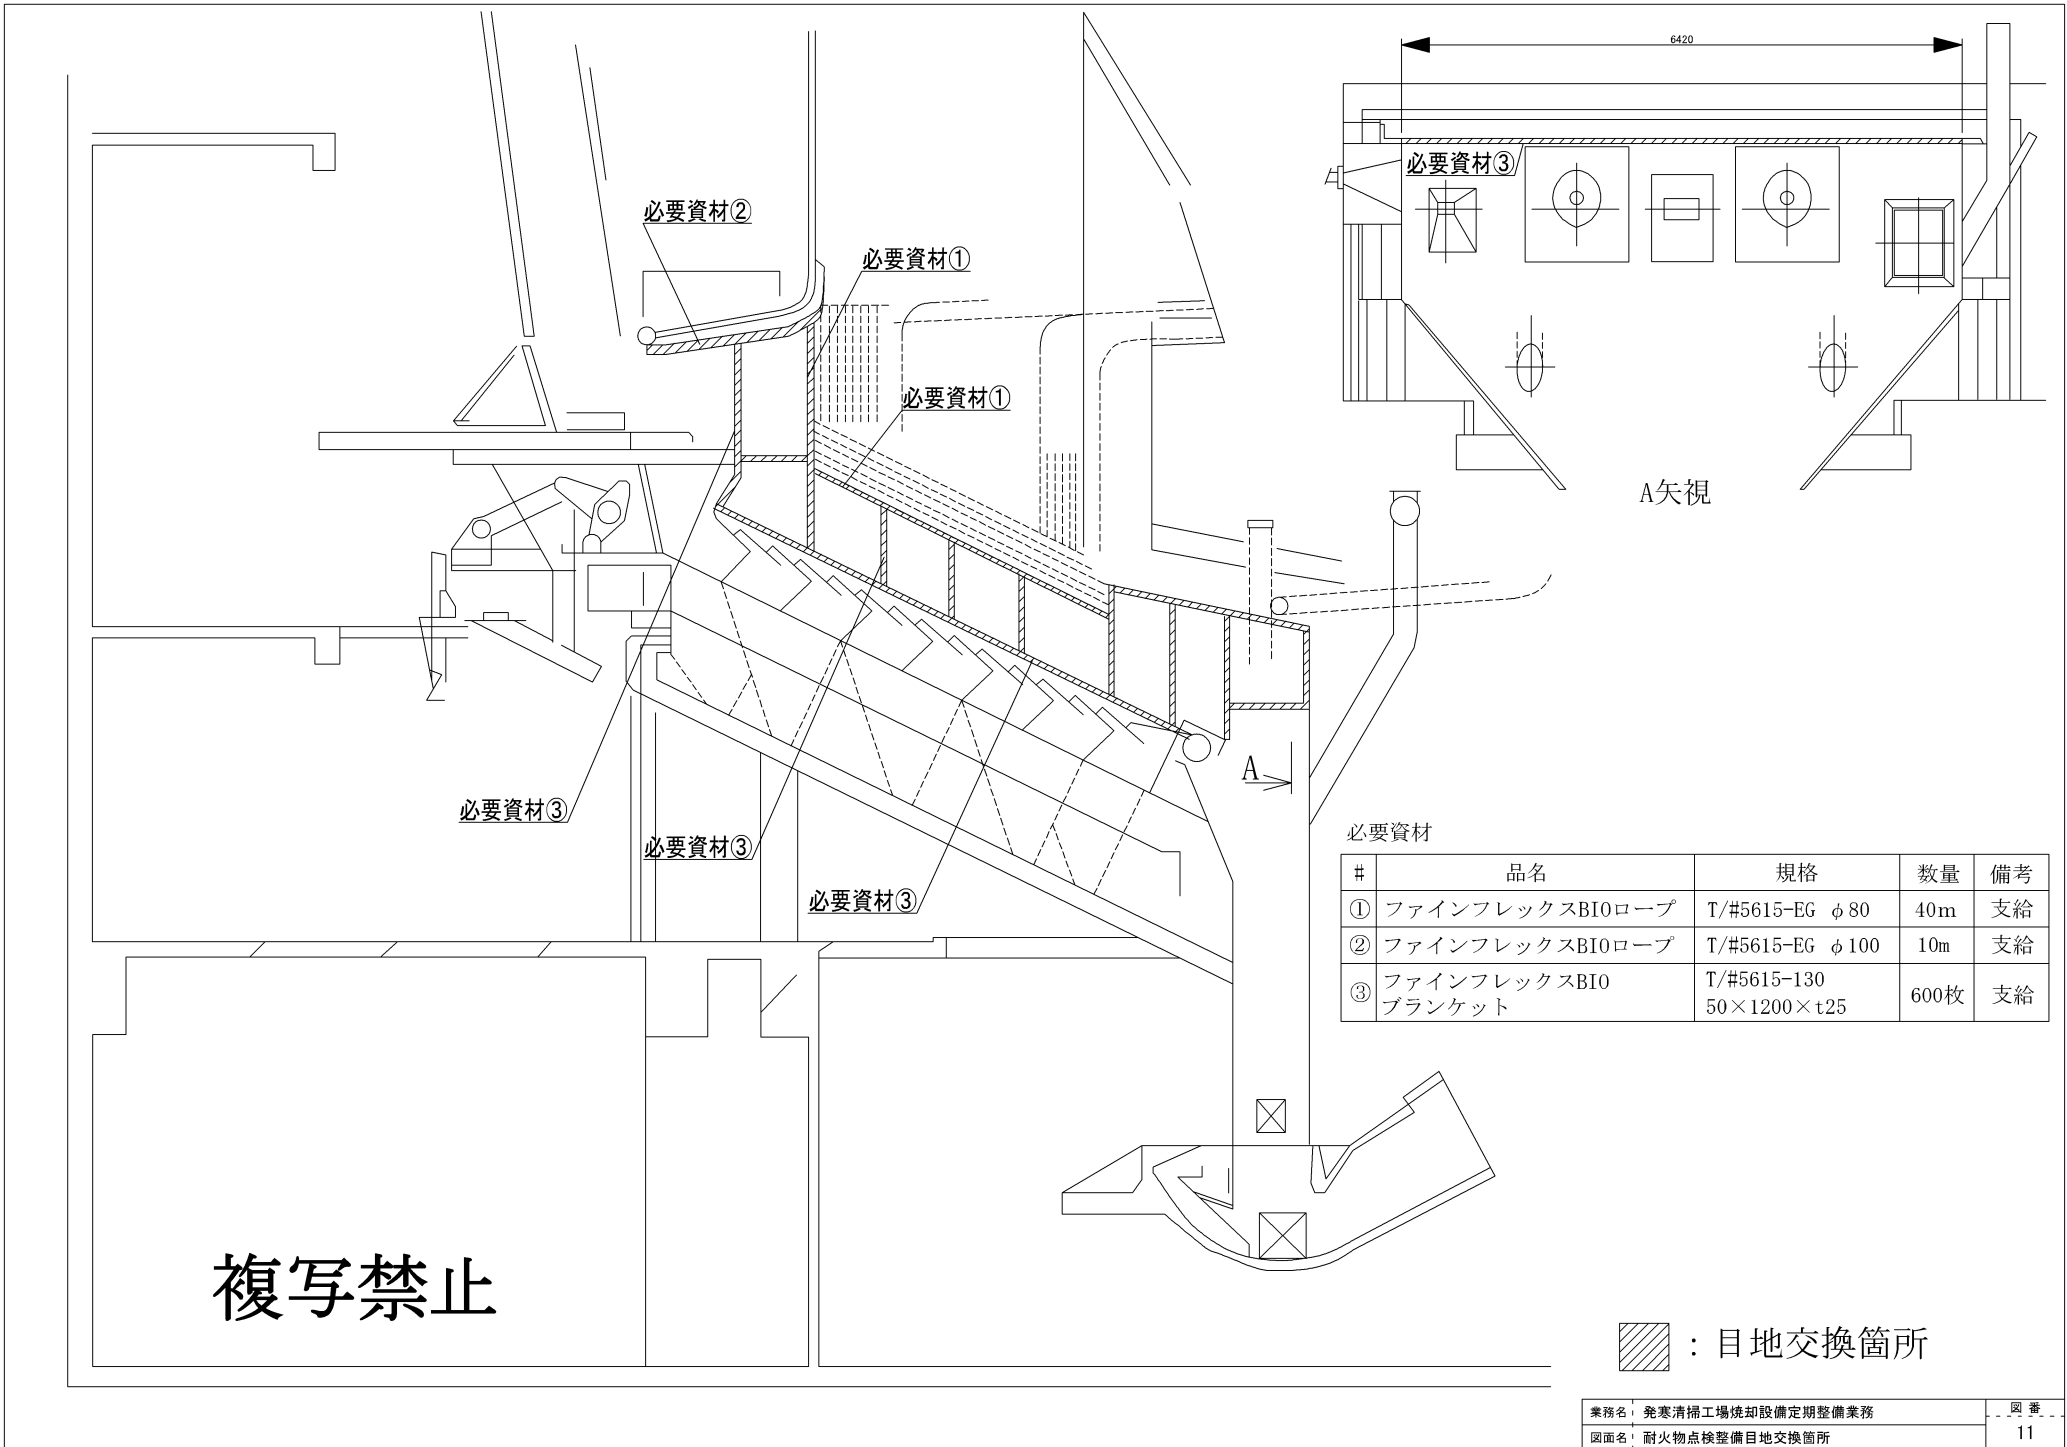 6420
必要資材③
必要資材②
必要資材①
必要資材①
A矢視
必要資材③
必要資材③
必要資材③
A
必要資材
# 品名 規格 数量 備考
① ファインフレックスBIOロープ T/#5615-EG φ80 40m 支給
② ファインフレックスBIOロープ T/#5615-EG φ100 10m 支給
③ ファインフレックスBIO
ブランケット T/#5615-130
50×1200×t25 600枚 支給
複写禁止
：目地交換箇所
業務名 発寒清掃工場焼却設備定期整備業務 図番
図面名 耐火物点検整備目地交換箇所 11